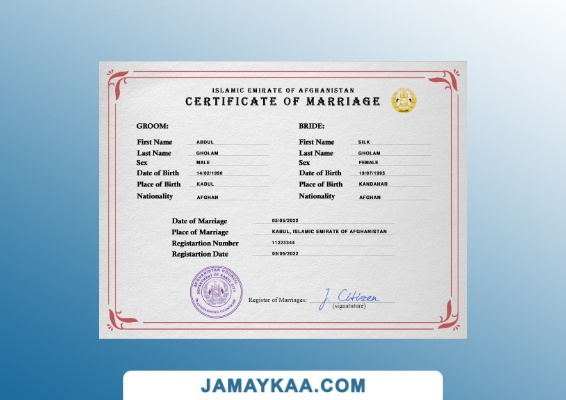 ISLAMIC EMIRATE OF AFGHANISTAN
CERTIFICATE OF MARRIAGE
GROOM:
First Name ABDUL
Last Name GHOLAM
Sex MALE
Date of Birth 14/02/1990
Place of Birth KABUL
Nationality AFGHAN
BRIDE:
First Name SILK
Last Name GHOLAM
Sex FEMALE
Date of Birth 19/07/1995
Place of Birth KANDAHAR
Nationality AFGHAN
Date of Marriage 05/05/2022
Place of Marriage KABUL, ISLAMIC EMIRATE OF AFGHANISTAN
Registartion Number 11223344
Registartion Date 05/05/2022
Register of Marriages: J. Citizen
(signatature)
JAMAYKAA.COM